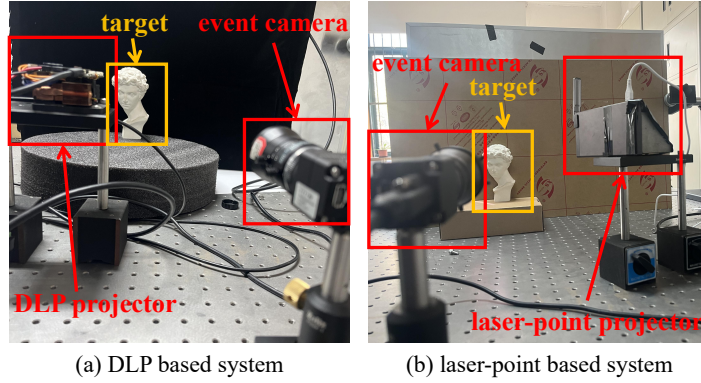 target
event camera
DLP projector
(a) DLP based system
event camera
target
laser-point projector
(b) laser-point based system